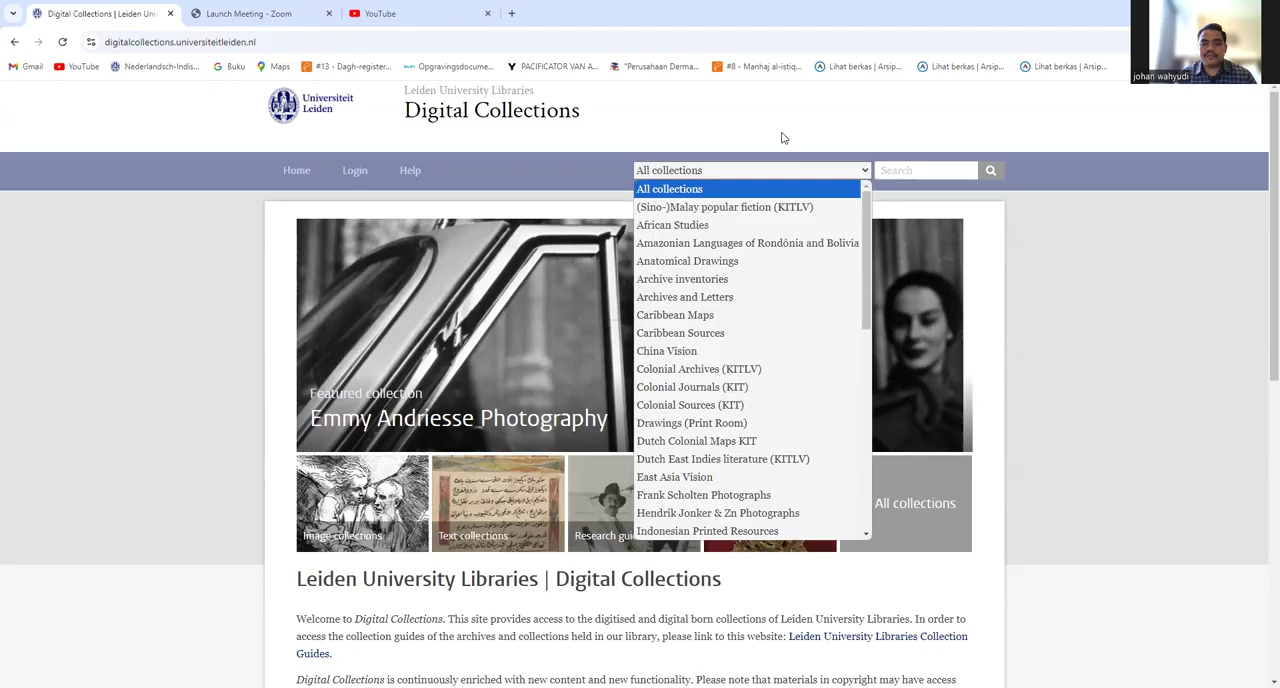 Digital Collections | Leiden Uni
Launch Meeting - Zoom
YouTube
digitalcollections.universiteitleiden.nl
Gmail
YouTube
Nederlandsch-Indis...
Buku
Maps
#13 - Dagh-register...
Opgravingsdocume...
PACIFICATOR VAN A...
"Perusahaan Derma...
#8 - Manhaj al-istiq...
Lihat berkas | Arsip...
Lihat berkas | Arsip...
Lihat berkas | Arsip...
johan wahyudi
Universiteit
Leiden
Leiden University Libraries
Digital Collections
Home
Login
Help
All collections
Search
All collections
(Sino-)Malay popular fiction (KITLV)
African Studies
Amazonian Languages of Rondônia and Bolivia
Anatomical Drawings
Archive inventories
Archives and Letters
Caribbean Maps
Caribbean Sources
China Vision
Colonial Archives (KITLV)
Colonial Journals (KIT)
Colonial Sources (KIT)
Drawings (Print Room)
Dutch Colonial Maps KIT
Dutch East Indies literature (KITLV)
East Asia Vision
Frank Scholten Photographs
Hendrik Jonker & Zn Photographs
Indonesian Printed Resources
Featured collection
Emmy Andriesse Photography
Image collections
Text collections
Research gui
All collections
Leiden University Libraries | Digital Collections
Welcome to Digital Collections. This site provides access to the digitised and digital born collections of Leiden University Libraries. In order to
access the collection guides of the archives and collections held in our library, please link to this website: Leiden University Libraries Collection
Guides.
Digital Collections is continuously enriched with new content and new functionality. Please note that materials in copyright may have access